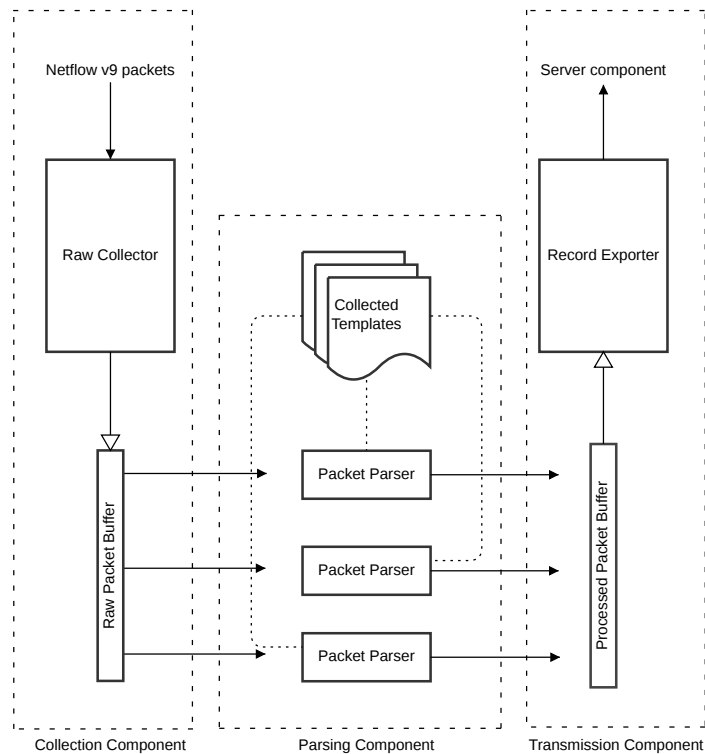 Netflow v9 packets
Server component
Raw Collector
Record Exporter
Collected
Templates
Packet Parser
Raw Packet Buffer
Processed Packet Buffer
Packet Parser
Packet Parser
Collection Component
Parsing Component
Transmission Component